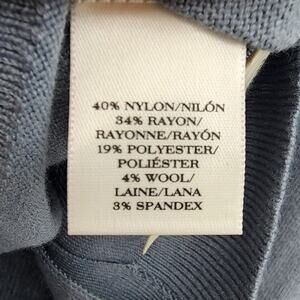 40% NYLON/NILÓN
34% RAYON/
RAYONNE/RAYÓN
19% POLYESTER/
POLIÉSTER
4% WOOL/
LAINE/LANA
3% SPANDEX